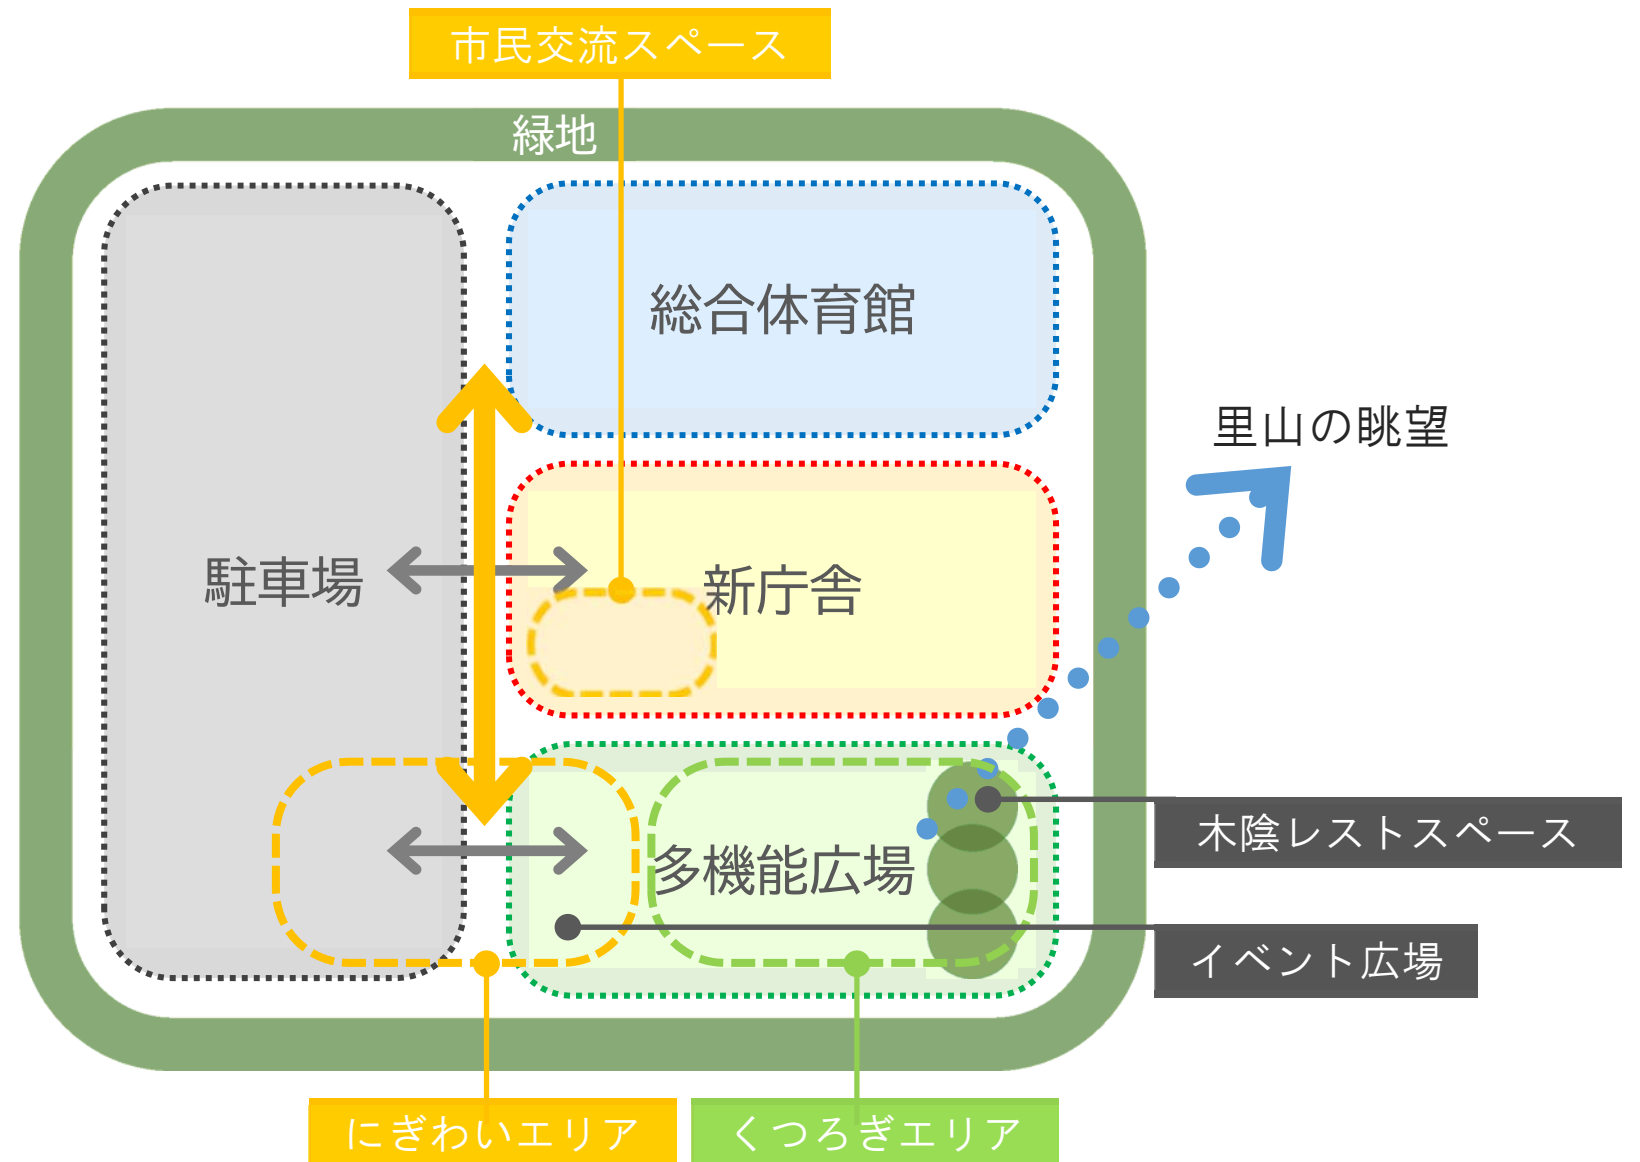 市民交流スペース
緑地
総合体育館
里山の眺望
駐車場
新庁舎
木陰レストスペース
多機能広場
イベント広場
にぎわいエリア
くつろぎエリア